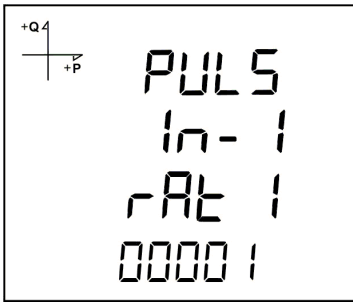 +Q
+P
PULS
In-1
rAt 1
00001